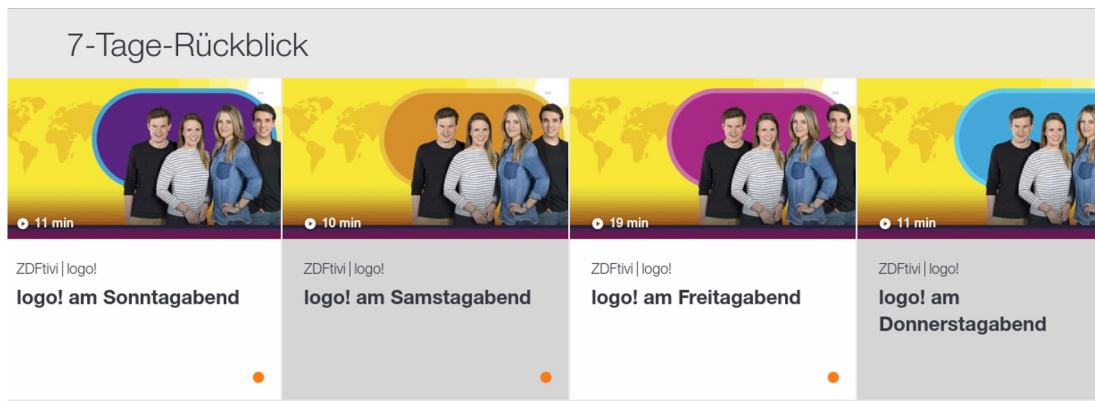 7-Tage-Rückblick
11 min
10 min
19 min
11 min
ZDFtivi | logo!
logo! am Sonntagabend
ZDFtivi | logo!
logo! am Samstagabend
ZDFtivi | logo!
logo! am Freitagabend
ZDFtivi | logo!
logo! am
Donnerstagabend